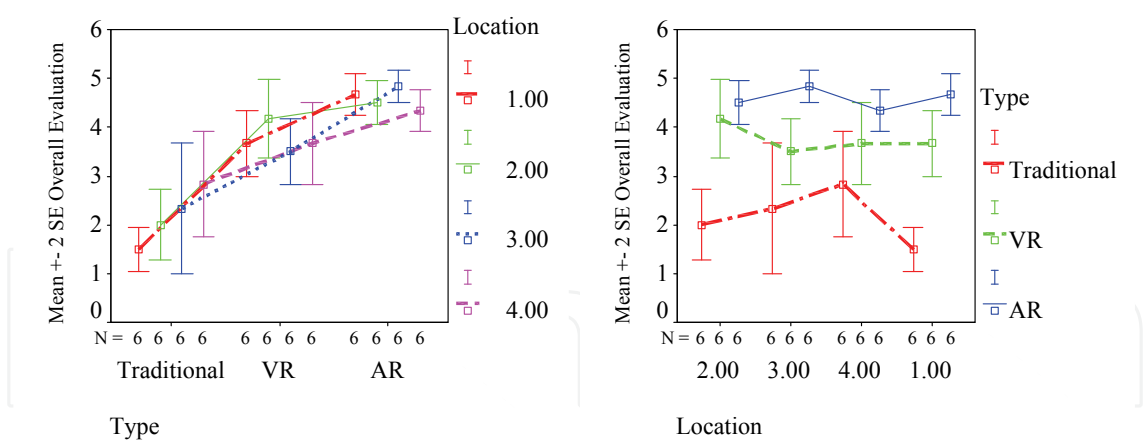 Mean +- 2 SE Overall Evaluation
6
5
4
3
2
1
0
N = 6 6 6 6 6 6 6 6 6 6 6 6
Traditional VR AR
Type
Location
1.00
2.00
3.00
4.00
Mean +- 2 SE Overall Evaluation
6
5
4
3
2
1
0
N = 6 6 6 6 6 6 6 6 6 6 6 6
2.00 3.00 4.00 1.00
Location
Type
Traditional
VR
AR